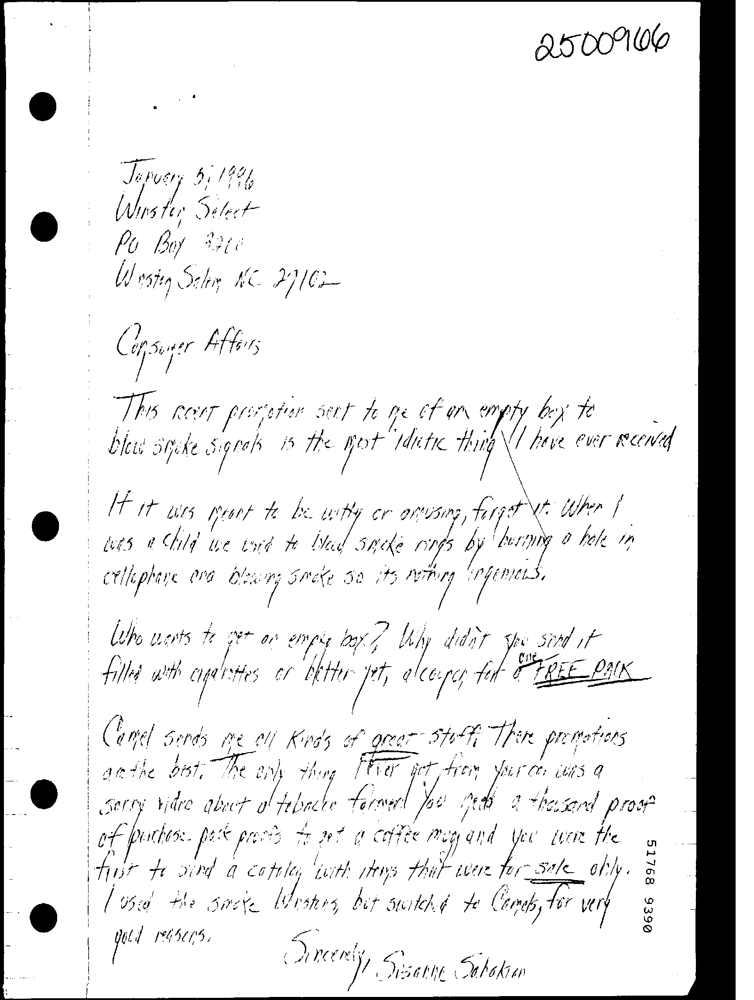 25009166
January 5, 1996
Winston Select
PO Box
Winston Salem NC 27102
Consumer Affairs
This recent promotion sent to me of an empty box to
blow smoke signals is the most idiotic thing I have ever received
If it was meant to be witty or amusing, forget it. When I
was a child we used to blow smoke rings by burning a hole in
cellophane and blowing smoke so its nothing ingenious.
Who wants to get an empty box? Why didn't you send it
filled with cigarettes or better yet, a coupon for a one FREE PACK
Camel sends me all kinds of great stuff. There promotions
are the best. The only thing I ever got from your co. was a
sorry video about a tobacco farmer! You need a thousand proof
of purchase pack proofs to get a coffee mug and you were the
first to send a catalog with items that were for sale only.
I used to smoke Winstons, but switched to Camels, for very
good reasons.
Sincerely,
Susanne Sahakian
51768 9390